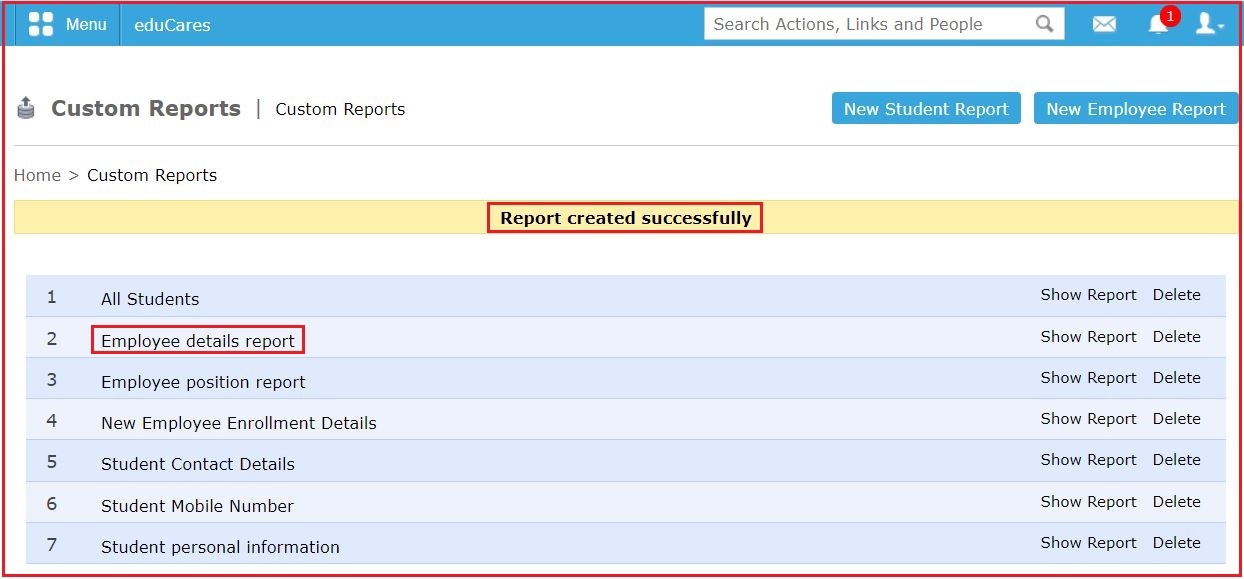 Menu eduCares Search Actions, Links and People 1
Custom Reports | Custom Reports New Student Report New Employee Report
Home > Custom Reports
Report created successfully
1 All Students Show Report Delete
2 Employee details report Show Report Delete
3 Employee position report Show Report Delete
4 New Employee Enrollment Details Show Report Delete
5 Student Contact Details Show Report Delete
6 Student Mobile Number Show Report Delete
7 Student personal information Show Report Delete